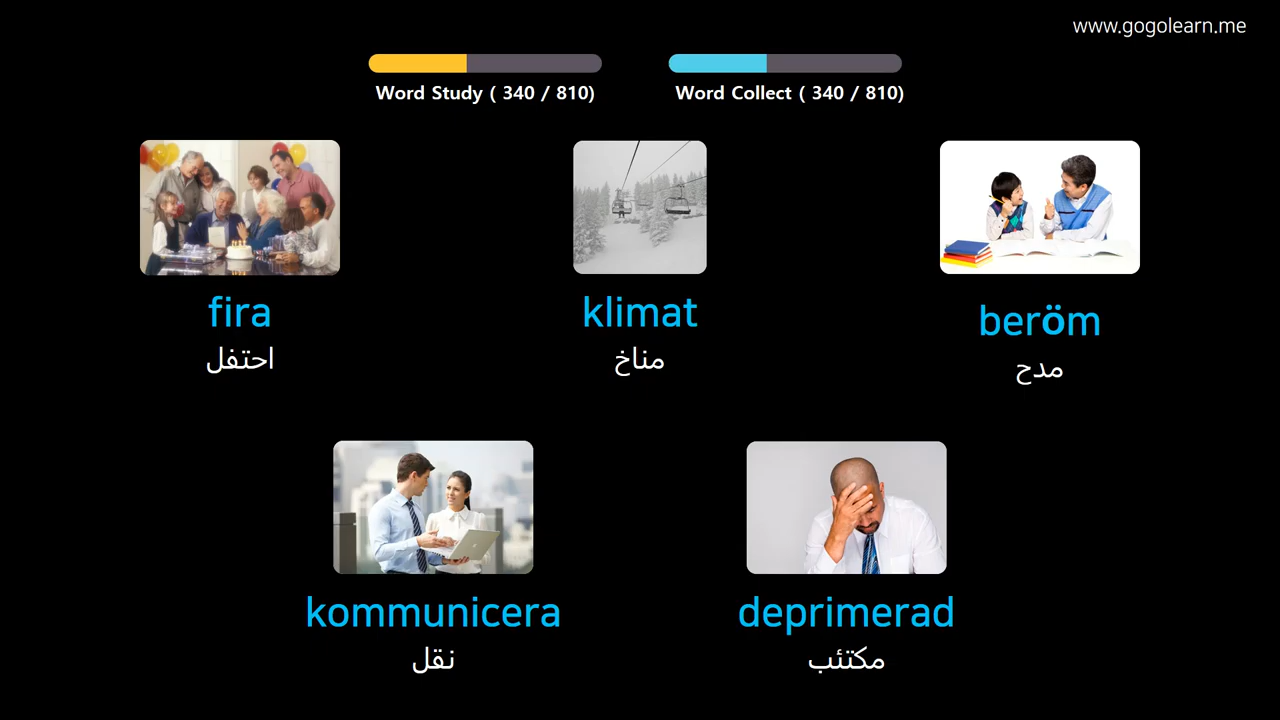 www.gogolearn.me
Word Study ( 340 / 810)
Word Collect ( 340 / 810)
fira
احتفل
klimat
مناخ
beröm
مدح
kommunicera
نقل
deprimerad
مكتئب